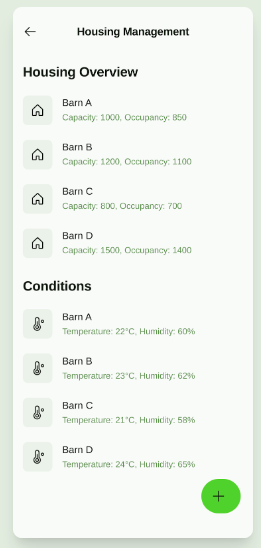 Housing Management
Housing Overview
Barn A
Capacity: 1000, Occupancy: 850
Barn B
Capacity: 1200, Occupancy: 1100
Barn C
Capacity: 800, Occupancy: 700
Barn D
Capacity: 1500, Occupancy: 1400
Conditions
Barn A
Temperature: 22°C, Humidity: 60%
Barn B
Temperature: 23°C, Humidity: 62%
Barn C
Temperature: 21°C, Humidity: 58%
Barn D
Temperature: 24°C, Humidity: 65%